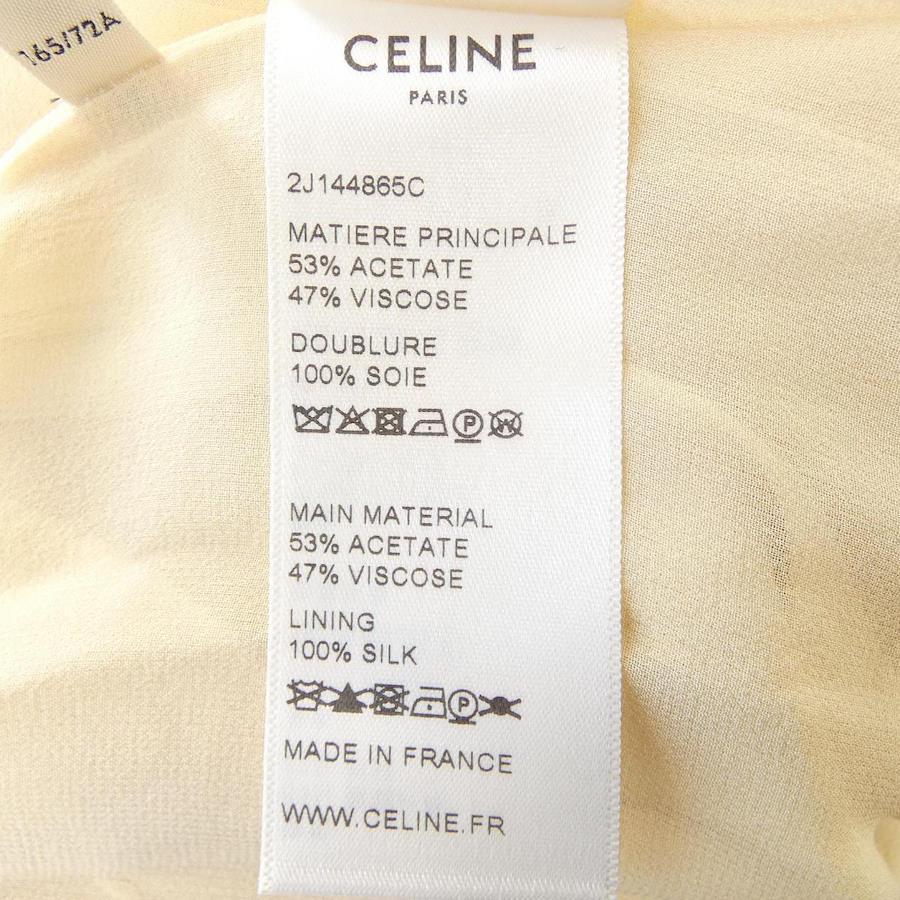 165/72A
CELINE
PARIS
2J144865C
MATIERE PRINCIPALE
53% ACETATE
47% VISCOSE
DOUBLURE
100% SOIE
P W
MAIN MATERIAL
53% ACETATE
47% VISCOSE
LINING
100% SILK
P
MADE IN FRANCE
WWW.CELINE.FR